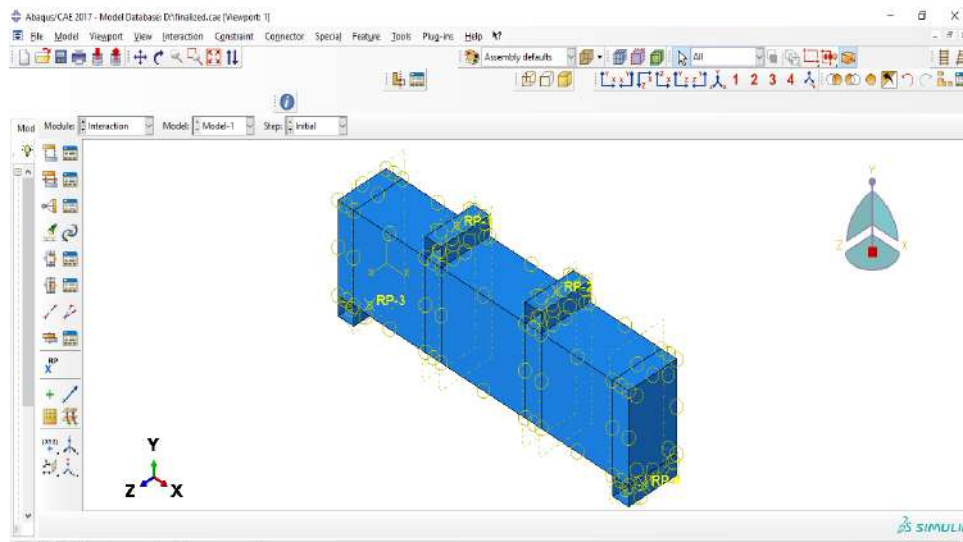 Abaqus/CAE 2017 - Model Database: D:\finalized.cae [Viewport: 1]
File Model Viewport View Interaction Constraint Connector Special Feature Tools Plug-ins Help
Assembly defaults All
1 2 3 4
Mod Module: Interaction Model: Model-1 Step: Initial
Y
Z X
RP-1
RP-2
RP-3
RP
(XYZ)
Y
Z X
SIMULI